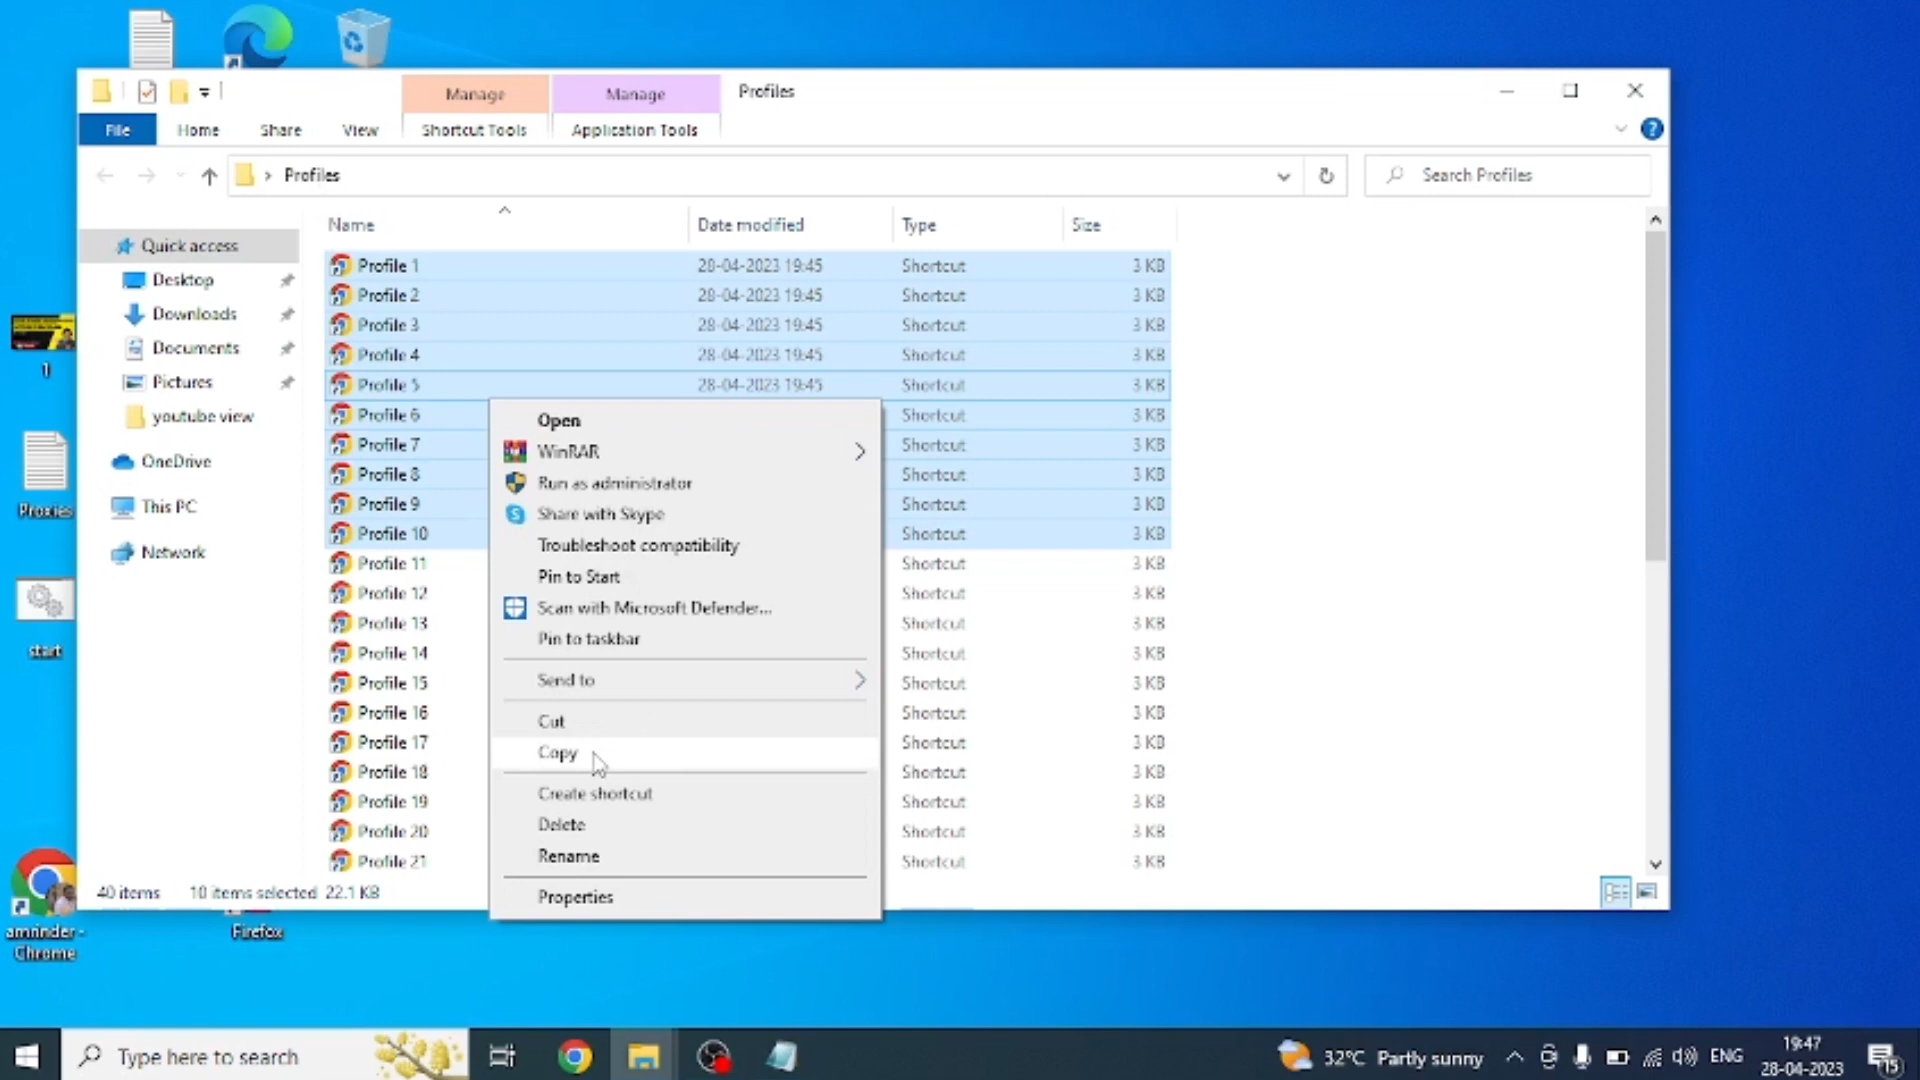 Manage
Manage
Profiles
File
Home
Share
View
Shortcut Tools
Application Tools
Profiles
Search Profiles
Name
Date modified
Type
Size
Quick access
Desktop
Downloads
Documents
Pictures
youtube view
OneDrive
This PC
Network
Profile 1 28-04-2023 19:45 Shortcut 3 KB
Profile 2 28-04-2023 19:45 Shortcut 3 KB
Profile 3 28-04-2023 19:45 Shortcut 3 KB
Profile 4 28-04-2023 19:45 Shortcut 3 KB
Profile 5 28-04-2023 19:45 Shortcut 3 KB
Profile 6 Shortcut 3 KB
Profile 7 Shortcut 3 KB
Profile 8 Shortcut 3 KB
Profile 9 Shortcut 3 KB
Profile 10 Shortcut 3 KB
Profile 11 Shortcut 3 KB
Profile 12 Shortcut 3 KB
Profile 13 Shortcut 3 KB
Profile 14 Shortcut 3 KB
Profile 15 Shortcut 3 KB
Profile 16 Shortcut 3 KB
Profile 17 Shortcut 3 KB
Profile 18 Shortcut 3 KB
Profile 19 Shortcut 3 KB
Profile 20 Shortcut 3 KB
Profile 21 Shortcut 3 KB
Open
WinRAR
Run as administrator
Share with Skype
Troubleshoot compatibility
Pin to Start
Scan with Microsoft Defender...
Pin to taskbar
Send to
Cut
Copy
Create shortcut
Delete
Rename
Properties
40 items 10 items selected 22.1 KB
1
Proxies
start
amrinder -
Chrome
Firefox
Type here to search
32°C Partly sunny
ENG
19:47
28-04-2023
15